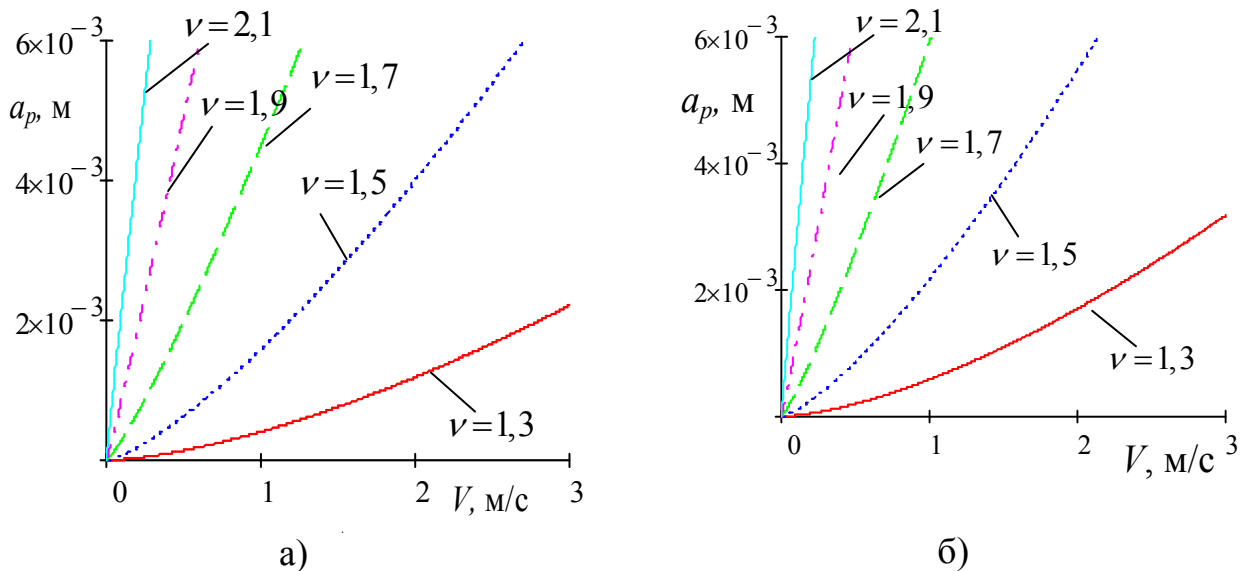 6×10⁻³
ν = 2,1
a_p, м
ν = 1,9
ν = 1,7
4×10⁻³
ν = 1,5
2×10⁻³
ν = 1,3
0 1 2 3
V, м/с
а)
6×10⁻³
ν = 2,1
a_p, м
ν = 1,9
4×10⁻³
ν = 1,7
ν = 1,5
2×10⁻³
ν = 1,3
0 1 2 3
V, м/с
б)